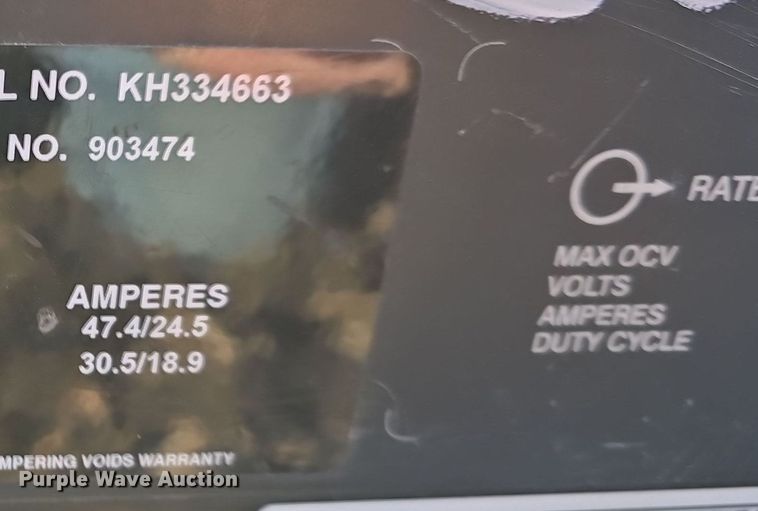 L NO. KH334663
NO. 903474
RATE
MAX OCV
VOLTS
AMPERES
DUTY CYCLE
AMPERES
47.4/24.5
30.5/18.9
MPERING VOIDS WARRANTY
Purple Wave Auction